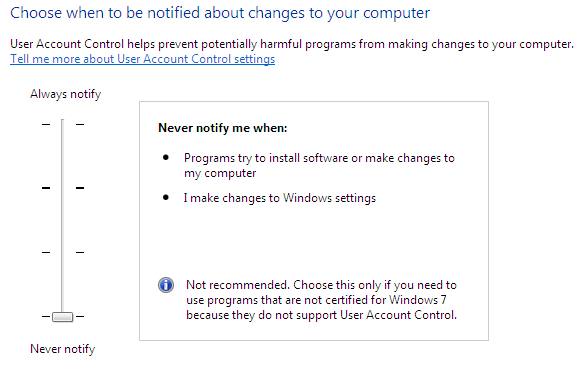 Choose when to be notified about changes to your computer
User Account Control helps prevent potentially harmful programs from making changes to your computer.
Tell me more about User Account Control settings
Always notify
Never notify me when:
Programs try to install software or make changes to
my computer
I make changes to Windows settings
Not recommended. Choose this only if you need to
use programs that are not certified for Windows 7
because they do not support User Account Control.
Never notify